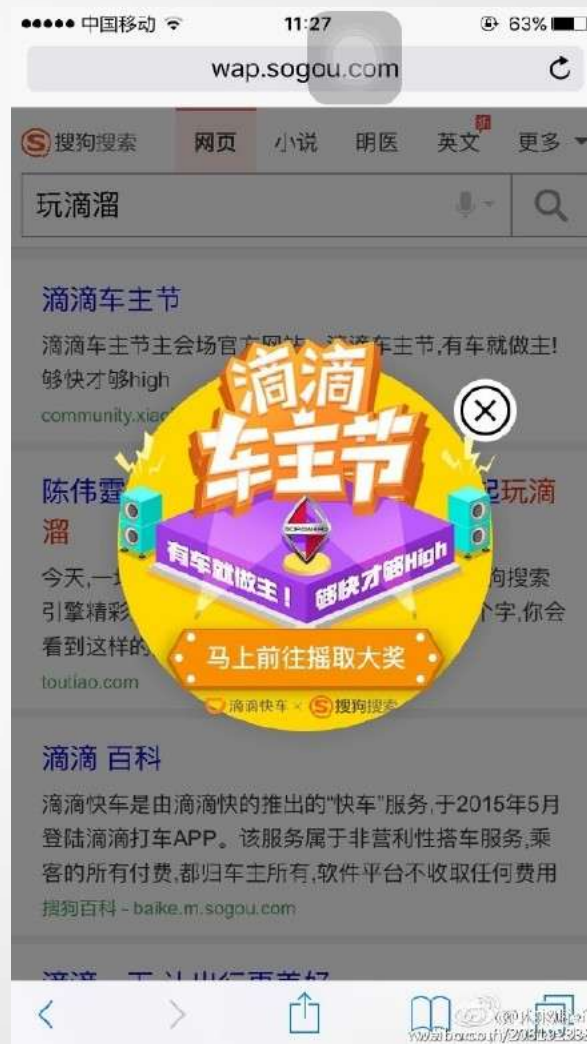 中国移动 11:27 63%
wap.sogou.com
搜狗搜索 网页 小说 明医 英文 新 更多
玩滴溜
滴滴车主节
滴滴车主节主会场官方网站,滴滴车主节,有车就做主!
够快才够high
community.xiao
滴滴
车主节
BORGWARD
有车就做主! 够快才够High
马上前往摇取大奖
滴滴快车 × 搜狗搜索
陈伟霆 起玩滴
溜
今天,一 狗搜索
引擎精彩 个字,你会
看到这样的
toutiao.com
滴滴 百科
滴滴快车是由滴滴快的推出的“快车”服务,于2015年5月
登陆滴滴打车APP。该服务属于非营利性搭车服务,乘
客的所有付费,都归车主所有,软件平台不收取任何费用
搜狗百科 - baike.m.sogou.com